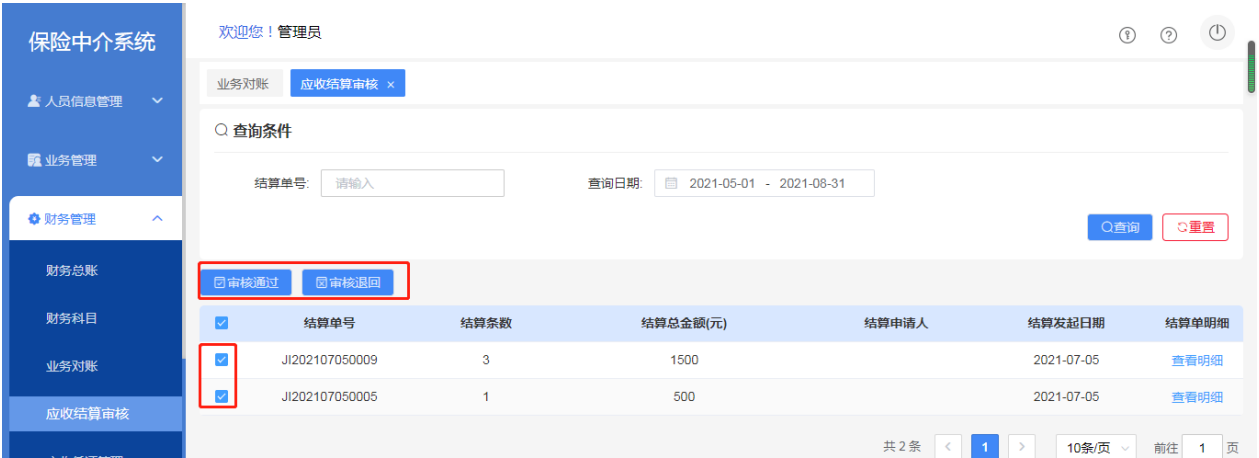 保险中介系统
欢迎您！管理员
人员信息管理
业务管理
财务管理
财务总账
财务科目
业务对账
应收结算审核
业务对账 应收结算审核 ×
查询条件
结算单号: 请输入 查询日期: 2021-05-01 - 2021-08-31
查询 重置
审核通过 审核退回
结算单号 结算条数 结算总金额(元) 结算申请人 结算发起日期 结算单明细
JI202107050009 3 1500 2021-07-05 查看明细
JI202107050005 1 500 2021-07-05 查看明细
共 2 条 < 1 > 10条/页 前往 1 页